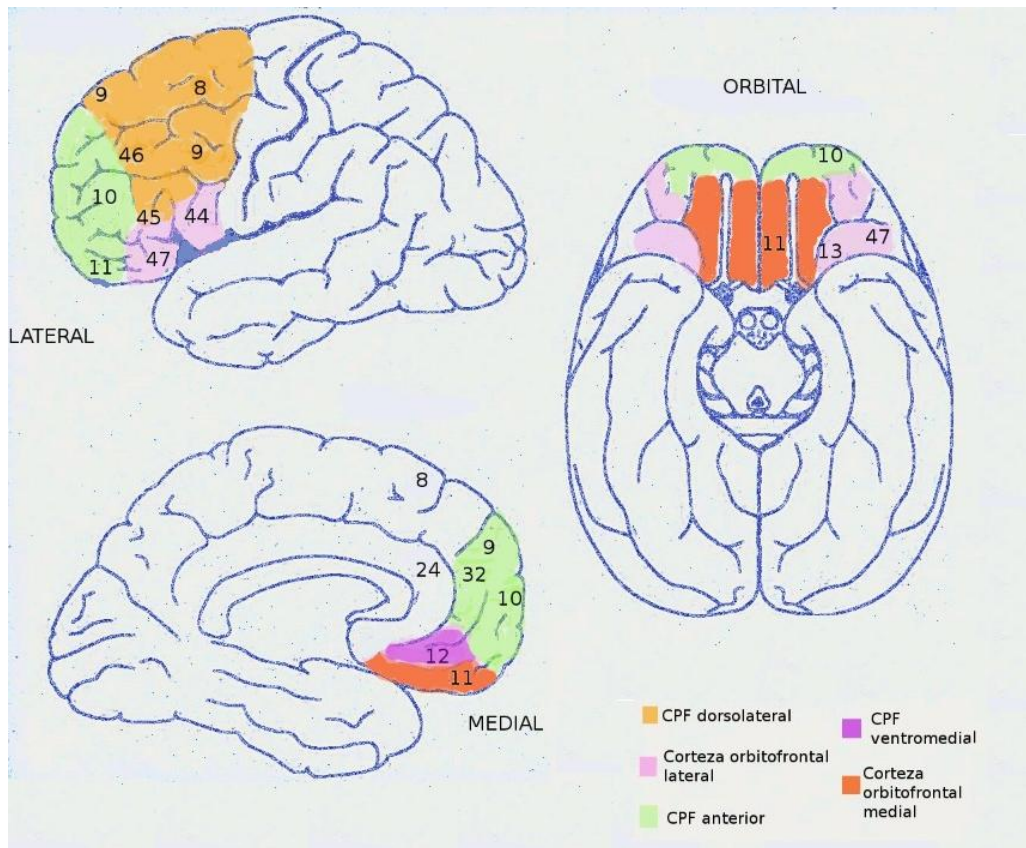 9
8
46
9
10
45
44
11
47
LATERAL
ORBITAL
10
11
13
47
8
9
24
32
10
12
11
MEDIAL
CPF dorsolateral
Corteza orbitofrontal
lateral
CPF anterior
CPF
ventromedial
Corteza
orbitofrontal
medial